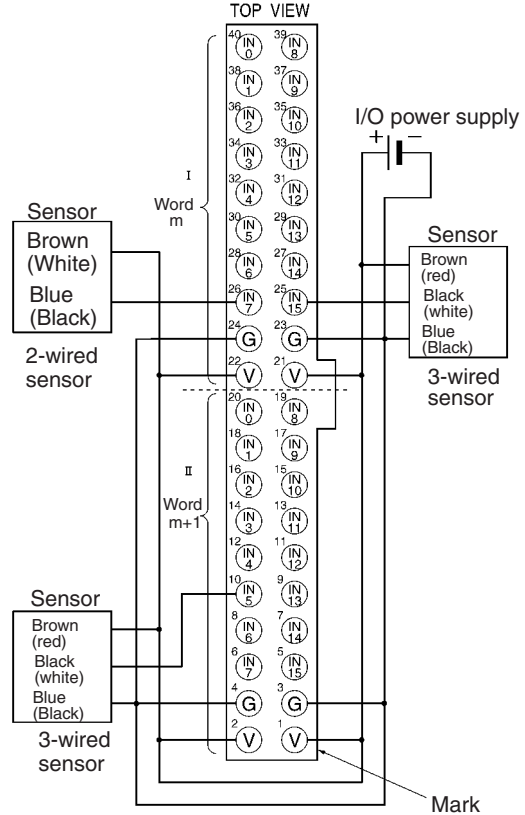 TOP VIEW
40 IN 0 39 IN 8
38 IN 1 37 IN 9
36 IN 2 35 IN 10
34 IN 3 33 IN 11
32 IN 4 31 IN 12
30 IN 5 29 IN 13
28 IN 6 27 IN 14
26 IN 7 25 IN 15
24 G 23 G
22 V 21 V
20 IN 0 19 IN 8
18 IN 1 17 IN 9
16 IN 2 15 IN 10
14 IN 3 13 IN 11
12 IN 4 11 IN 12
10 IN 5 9 IN 13
8 IN 6 7 IN 14
6 IN 7 5 IN 15
4 G 3 G
2 V 1 V
I
Word
m
II
Word
m+1
I/O power supply
+ −
Sensor
Brown
(White)
Blue
(Black)
2-wired
sensor
Sensor
Brown
(red)
Black
(white)
Blue
(Black)
3-wired
sensor
Sensor
Brown
(red)
Black
(white)
Blue
(Black)
3-wired
sensor
Mark